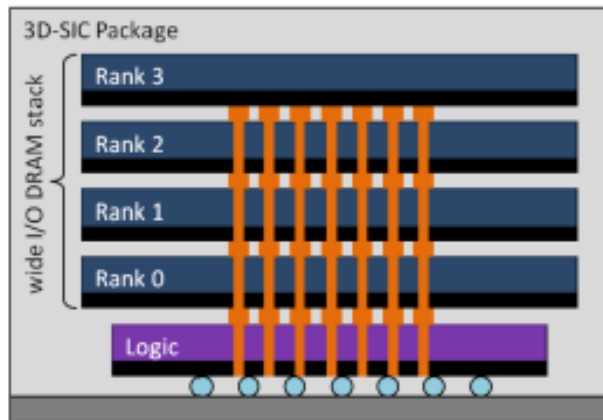 3D-SIC Package
wide I/O DRAM stack
Rank 3
Rank 2
Rank 1
Rank 0
Logic